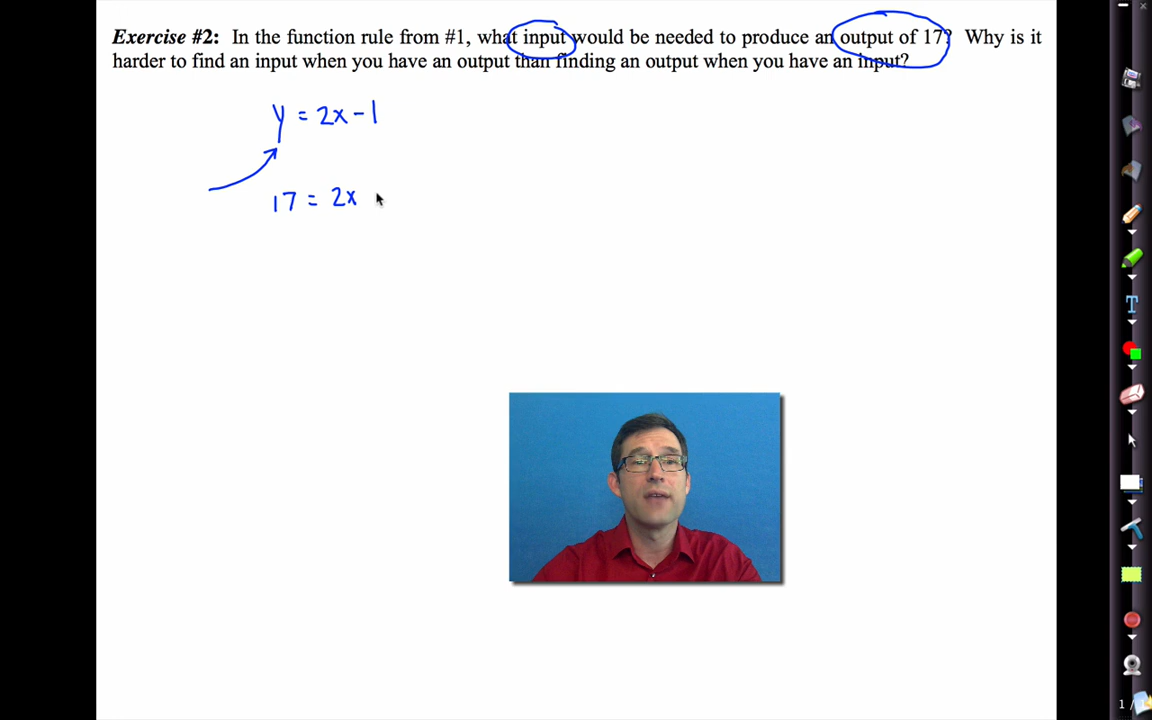 Exercise #2: In the function rule from #1, what input would be needed to produce an output of 17? Why is it
harder to find an input when you have an output than finding an output when you have an input?
y = 2x - 1
17 = 2x
T
1 /